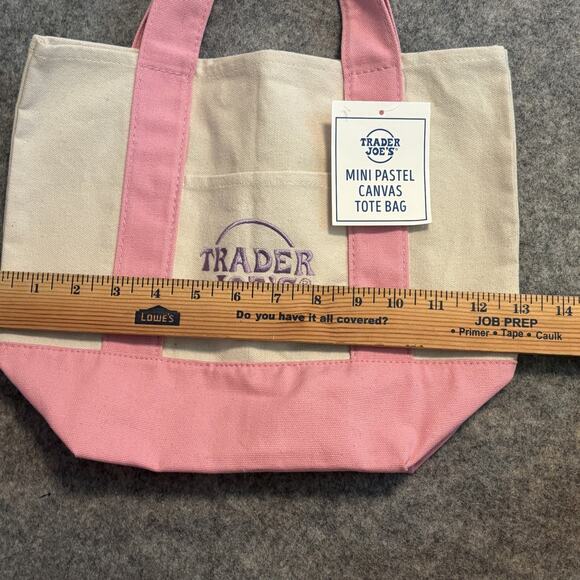 TRADER
JOE'S®
MINI PASTEL
CANVAS
TOTE BAG
TRADER
JOE'S®
1 2 3 4 5 6 7 8 9 10 11 12 13 14
LOWE'S
Do you have it all covered?
JOB PREP
• Primer • Tape • Caulk